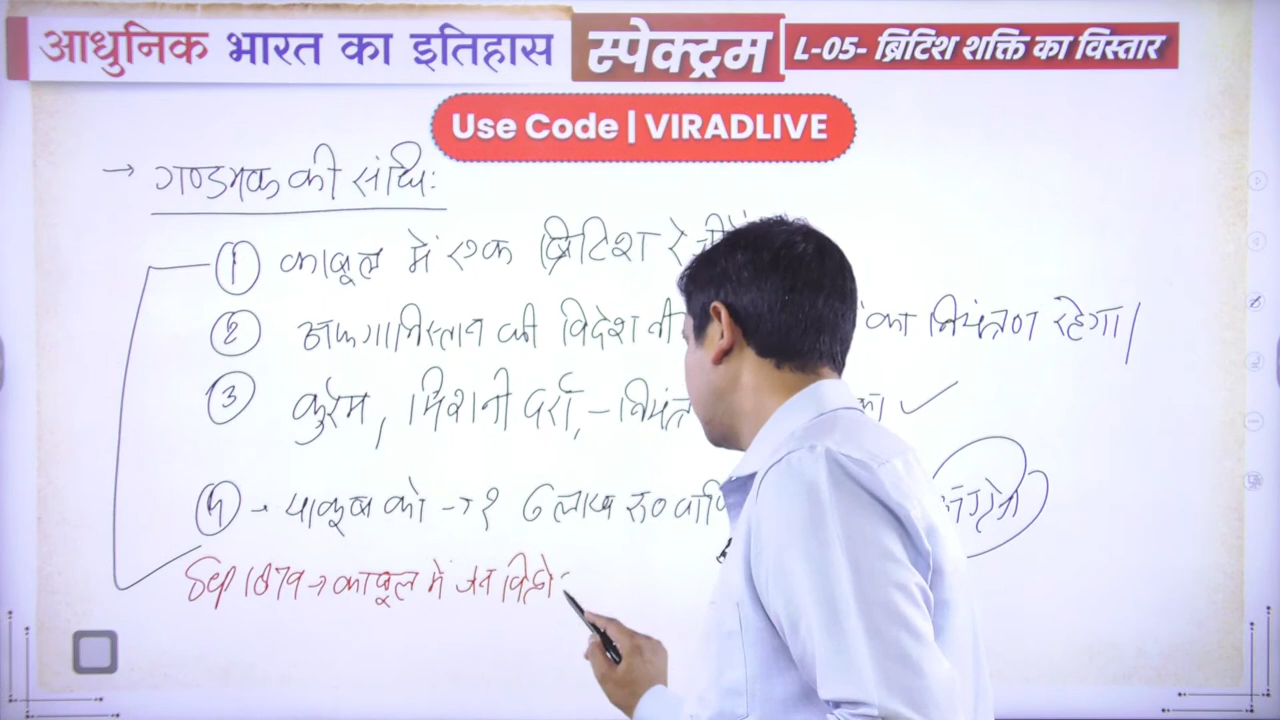 आधुनिक भारत का इतिहास स्पेक्ट्रम L-05- ब्रिटिश शक्ति का विस्तार
Use Code | VIRADLIVE
→ गण्डमक की संधि:
① काबूल में एक ब्रिटिश
② अफगानिस्तान की विदेश नी का नियंत्रण रहेगा।
③ कुर्रम, मिशनी दर्रा, - नियंत्र का ✓
④ → याकूब को → 6 लाख रु० वार्षि अंग्रेज
Sep 1879 → काबूल में जन विद्रो